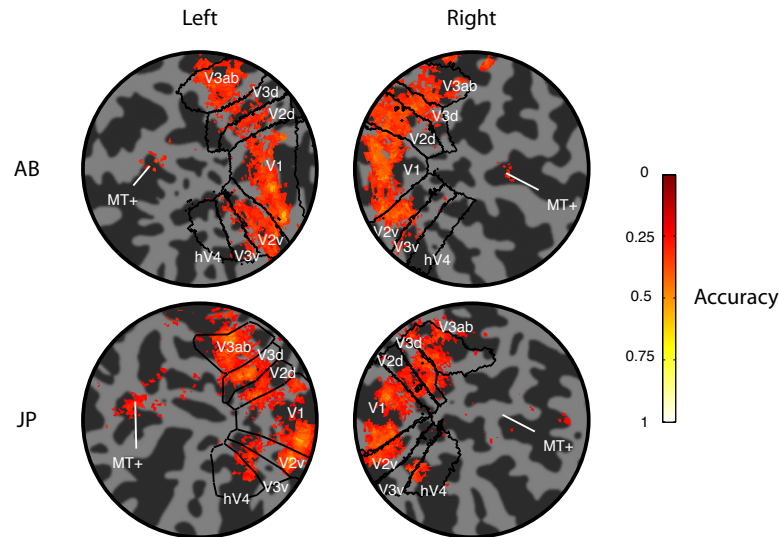 Left
Right
AB
V3ab
V3d
V2d
V1
MT+
V2v
V3v
hV4
V3ab
V3d
V2d
V1
MT+
V2v
V3v
hV4
JP
V3ab
V3d
V2d
V1
MT+
V2v
V3v
hV4
V3ab
V3d
V2d
V1
MT+
V2v
V3v
hV4
0
0.25
0.5
0.75
1
Accuracy